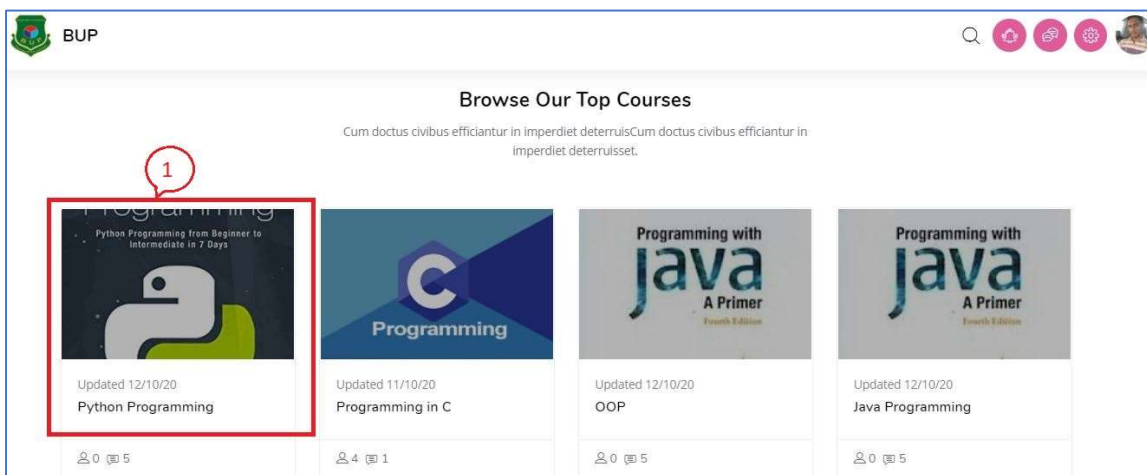 BUP
BUP
Browse Our Top Courses
Cum doctus civibus efficiantur in imperdiet deterruisCum doctus civibus efficiantur in
imperdiet deterruisset.
1
Programming
Python Programming from Beginner to
Intermediate in 7 Days
Updated 12/10/20
Python Programming
0 5
C
Programming
Updated 11/10/20
Programming in C
4 1
Programming with
java
A Primer
Fourth Edition
Updated 12/10/20
OOP
0 5
Programming with
java
A Primer
Fourth Edition
Updated 12/10/20
Java Programming
0 5